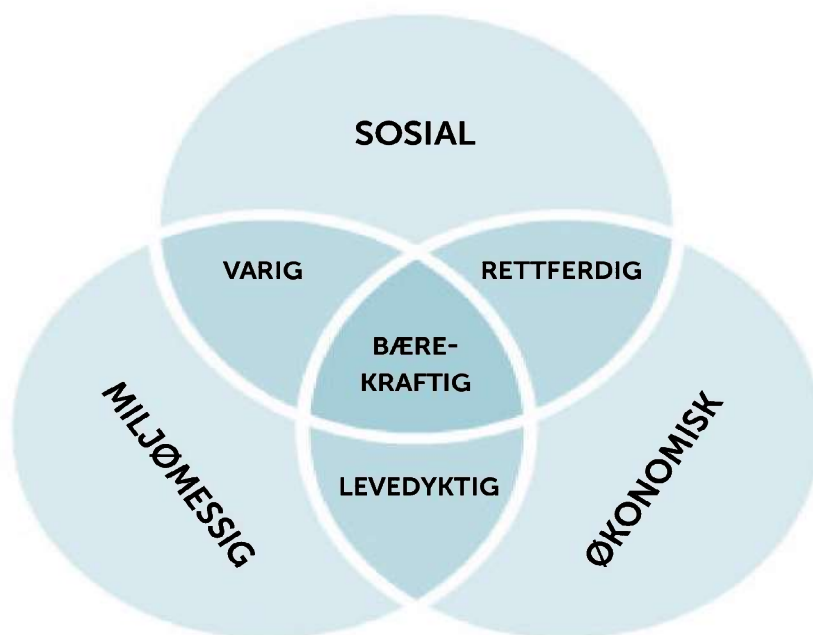 SOSIAL
VARIG
RETTFERDIG
BÆRE-
KRAFTIG
MILJØMESSIG
ØKONOMISK
LEVEDYKTIG